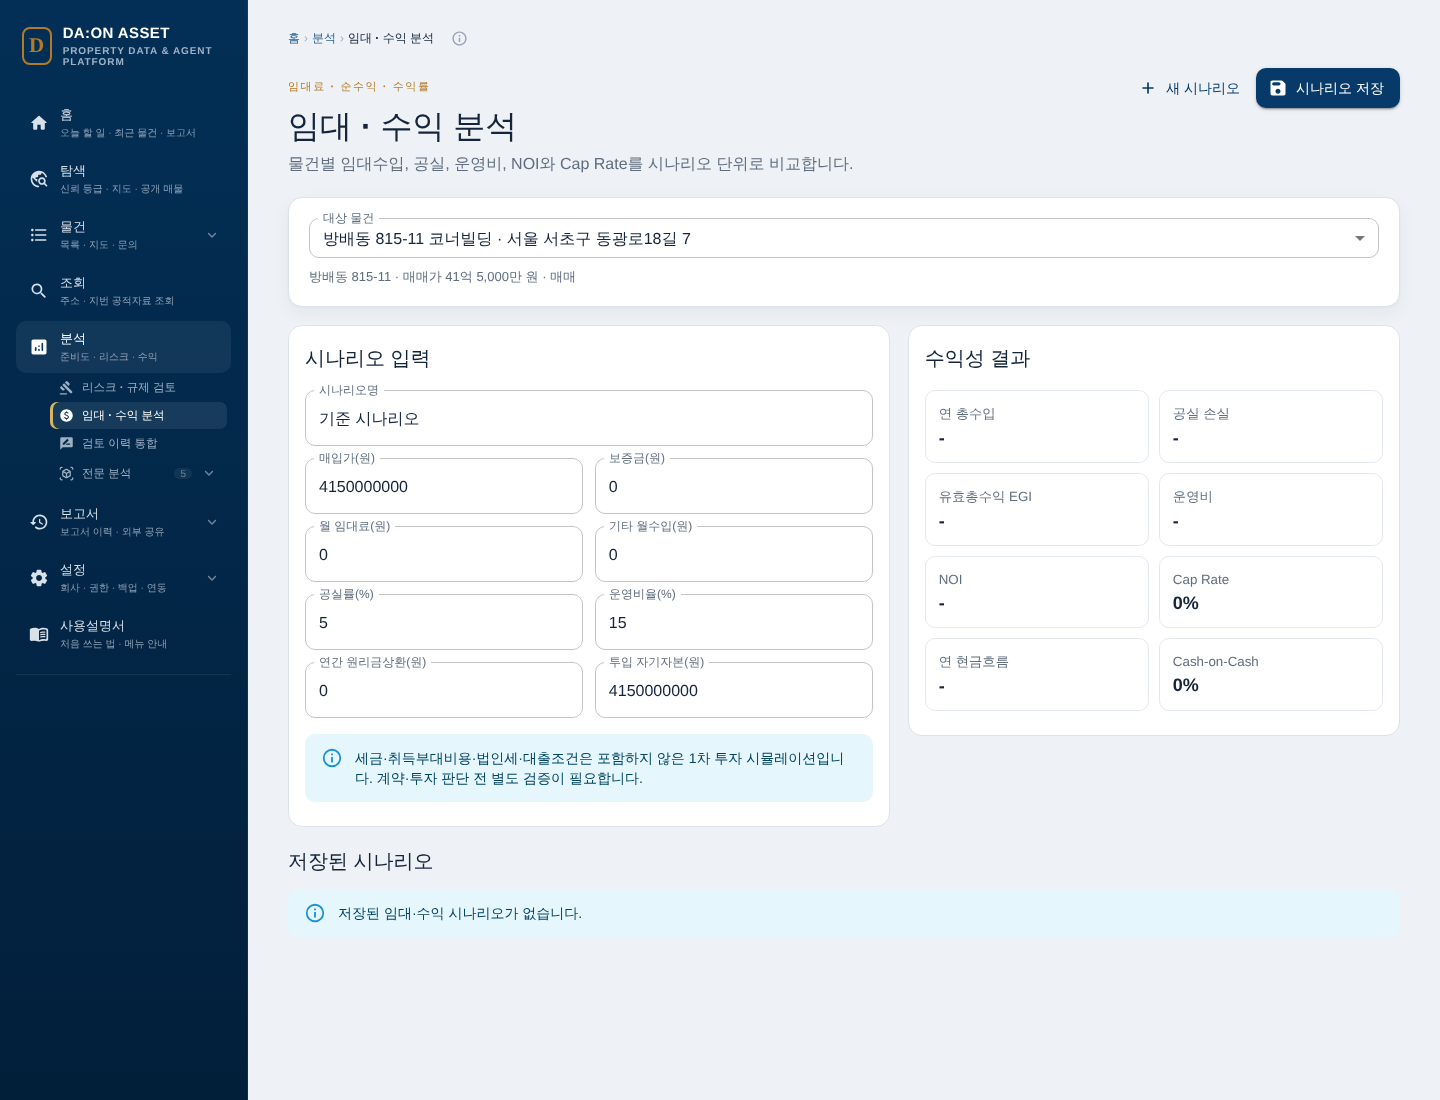 D
DA:ON ASSET
PROPERTY DATA & AGENT
PLATFORM
홈
오늘 할 일 · 최근 물건 · 보고서
탐색
신뢰 등급 · 지도 · 공개 매물
물건
목록 · 지도 · 문의
조회
주소 · 지번 공적자료 조회
분석
준비도 · 리스크 · 수익
리스크 · 규제 검토
임대 · 수익 분석
검토 이력 통합
전문 분석 5
보고서
보고서 이력 · 외부 공유
설정
회사 · 권한 · 백업 · 연동
사용설명서
처음 쓰는 법 · 메뉴 안내
홈 › 분석 › 임대 · 수익 분석
임대료 · 순수익 · 수익률
새 시나리오
시나리오 저장
임대 · 수익 분석
물건별 임대수입, 공실, 운영비, NOI와 Cap Rate를 시나리오 단위로 비교합니다.
대상 물건
방배동 815-11 코너빌딩 · 서울 서초구 동광로18길 7
방배동 815-11 · 매매가 41억 5,000만 원 · 매매
시나리오 입력
시나리오명
기준 시나리오
매입가(원)
4150000000
보증금(원)
0
월 임대료(원)
0
기타 월수입(원)
0
공실률(%)
5
운영비율(%)
15
연간 원리금상환(원)
0
투입 자기자본(원)
4150000000
세금·취득부대비용·법인세·대출조건은 포함하지 않은 1차 투자 시뮬레이션입니
다. 계약·투자 판단 전 별도 검증이 필요합니다.
수익성 결과
연 총수입
-
공실 손실
-
유효총수익 EGI
-
운영비
-
NOI
-
Cap Rate
0%
연 현금흐름
-
Cash-on-Cash
0%
저장된 시나리오
저장된 임대·수익 시나리오가 없습니다.